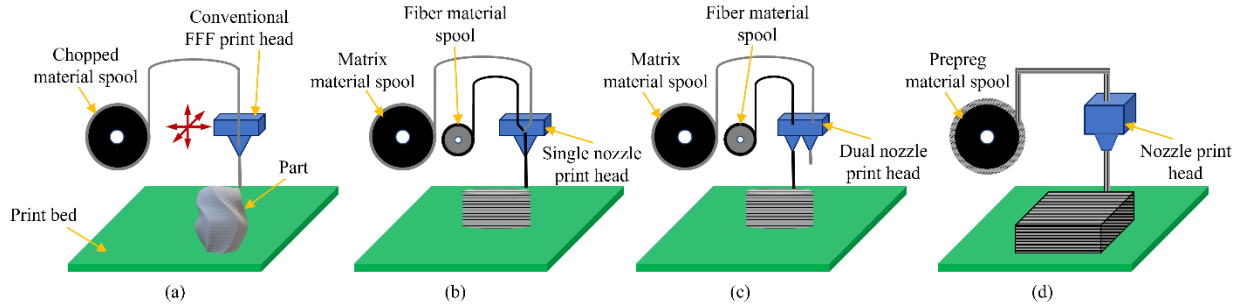 Chopped
material spool
Conventional
FFF print head
Part
Print bed
(a)
Matrix
material spool
Fiber material
spool
Single nozzle
print head
(b)
Matrix
material spool
Fiber material
spool
Dual nozzle
print head
(c)
Prepreg
material spool
Nozzle print
head
(d)